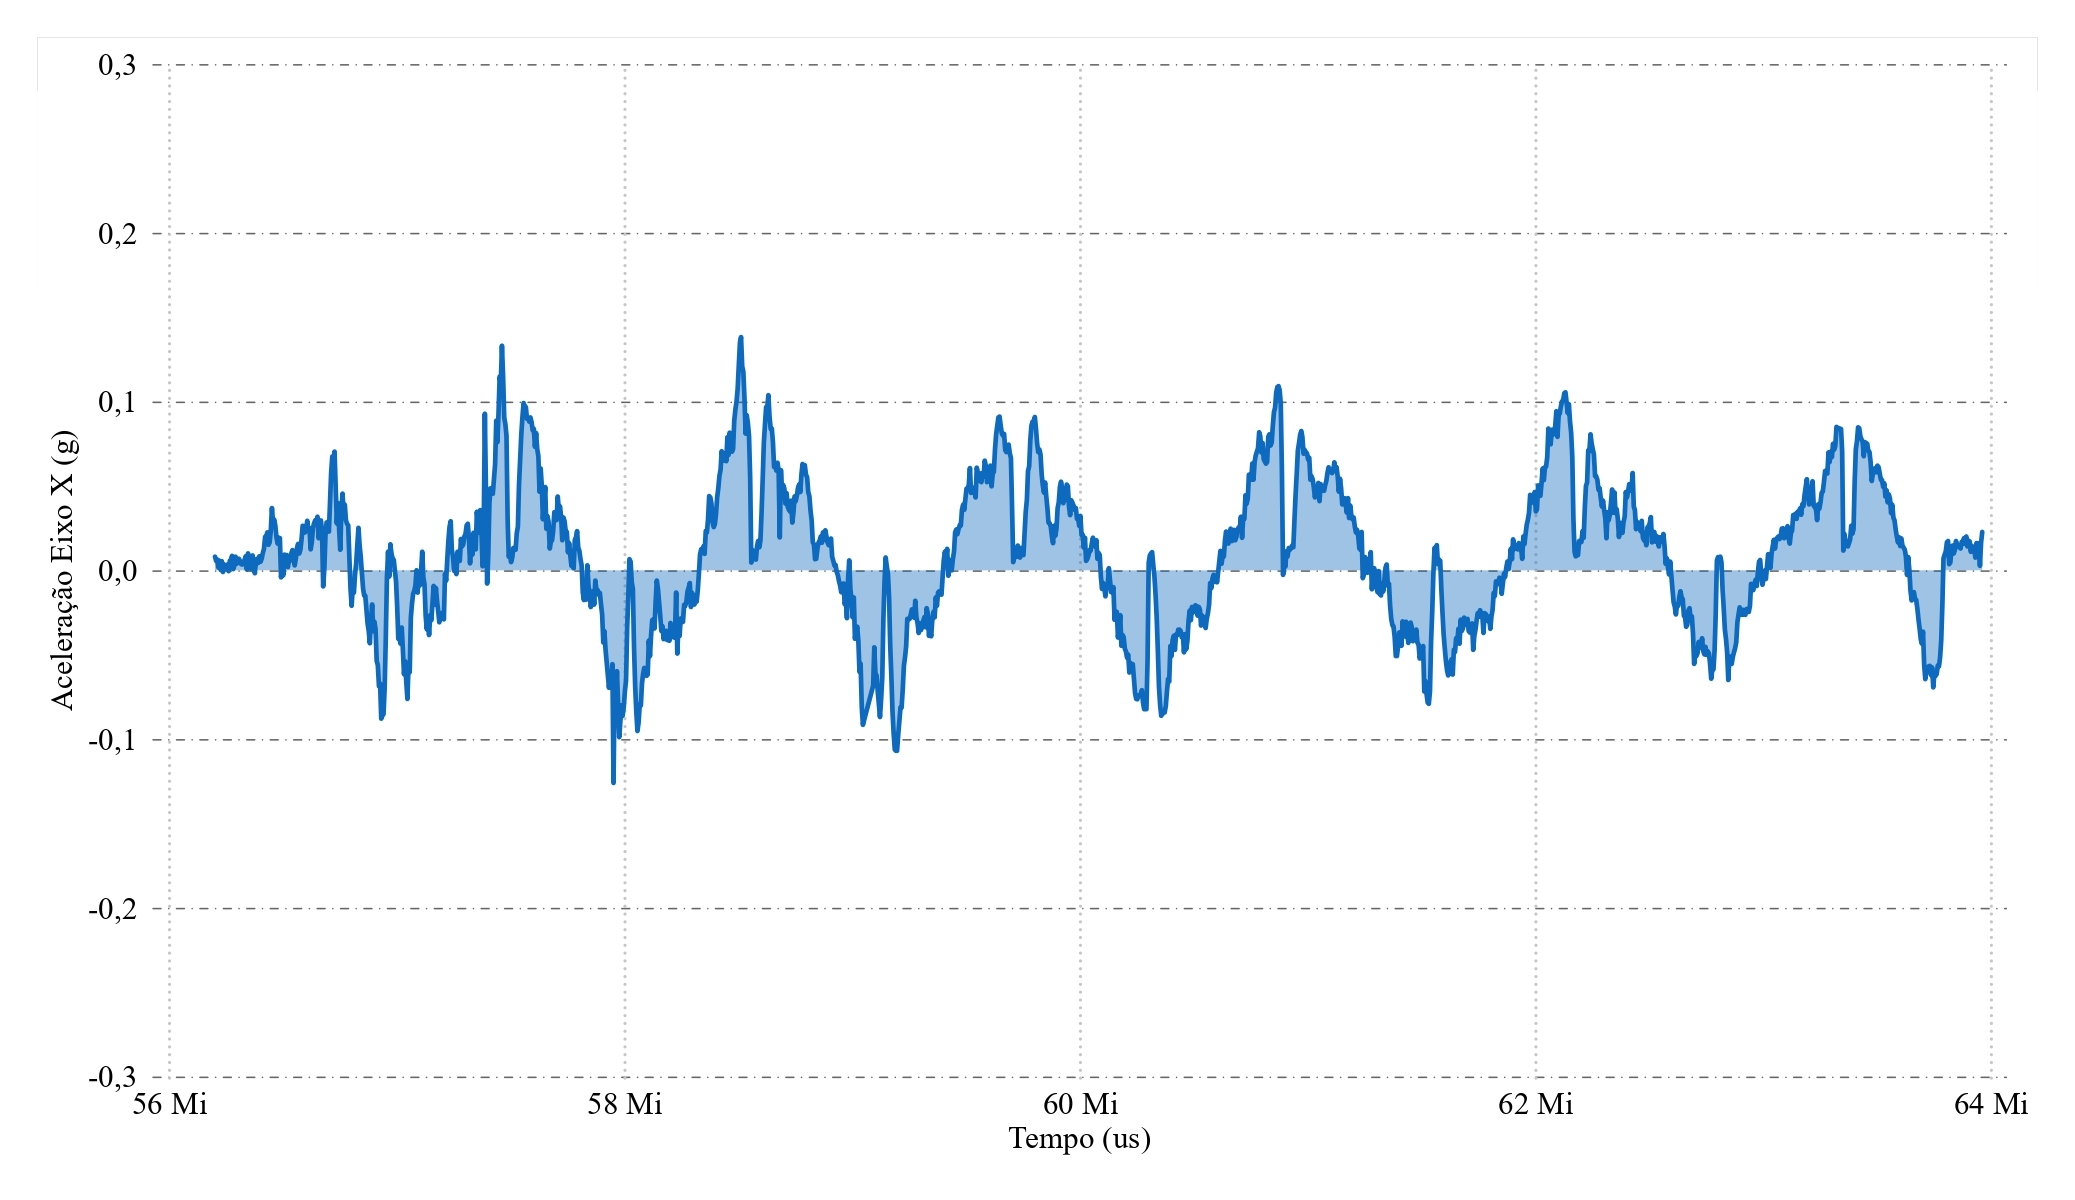 0,3
0,2
0,1
0,0
-0,1
-0,2
-0,3
Aceleração Eixo X (g)
56 Mi 58 Mi 60 Mi 62 Mi 64 Mi
Tempo (us)